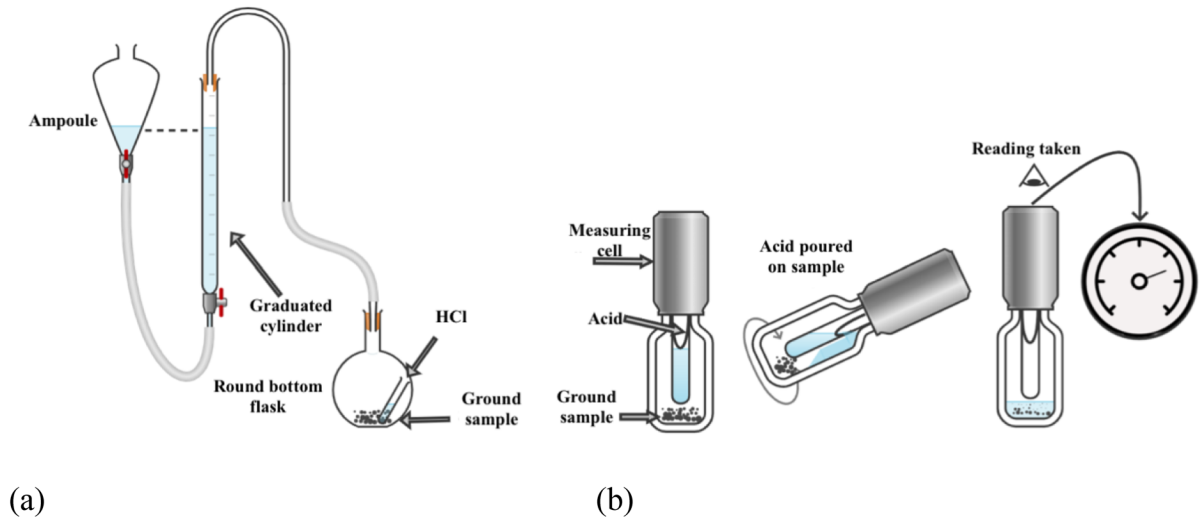 Ampoule
Graduated
cylinder
HCl
Round bottom
flask
Ground
sample
(a)
Measuring
cell
Acid
Ground
sample
Acid poured
on sample
Reading taken
(b)